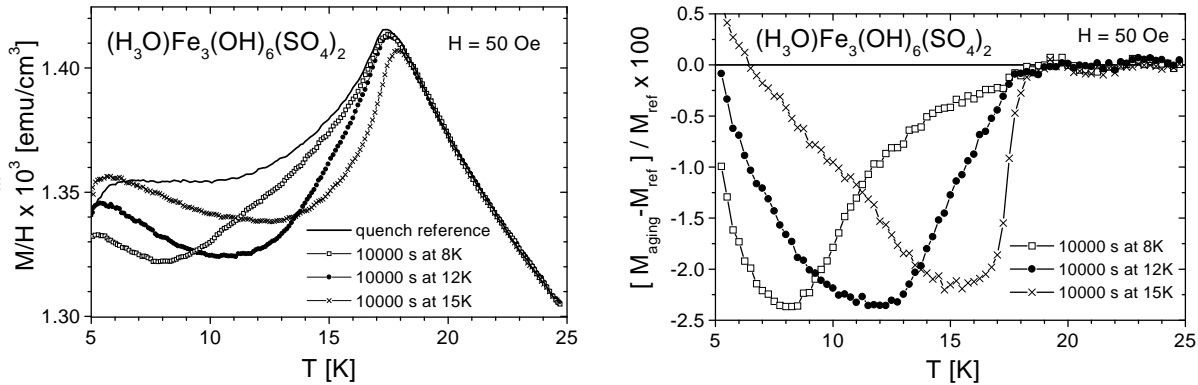 (H₃O)Fe₃(OH)₆(SO₄)₂
H = 50 Oe
M/H x 10³ [emu/cm³]
1.40
1.35
1.30
quench reference
10000 s at 8K
10000 s at 12K
10000 s at 15K
5 10 15 20 25
T [K]
(H₃O)Fe₃(OH)₆(SO₄)₂
H = 50 Oe
[ M_aging-M_ref ] / M_ref x 100
0.5
0.0
-0.5
-1.0
-1.5
-2.0
-2.5
10000 s at 8K
10000 s at 12K
10000 s at 15K
5 10 15 20 25
T [K]